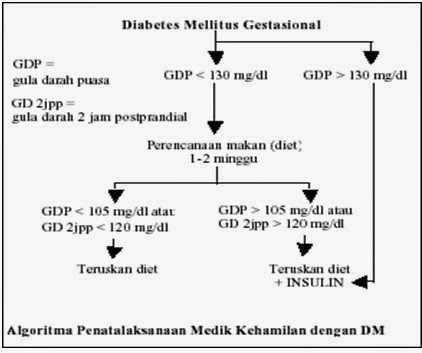 Diabetes Mellitus Gestasional
GDP =
gula darah puasa
GD 2jpp =
gula darah 2 jam postprandial
GDP < 130 mg/dl
GDP > 130 mg/dl
Perencanaan makan (diet)
1-2 minggu
GDP < 105 mg/dl atau
GD 2jpp < 120 mg/dl
GDP > 105 mg/dl atau
GD 2jpp > 120 mg/dl
Teruskan diet
Teruskan diet
+ INSULIN
Algoritma Penatalaksanaan Medik Kehamilan dengan DM